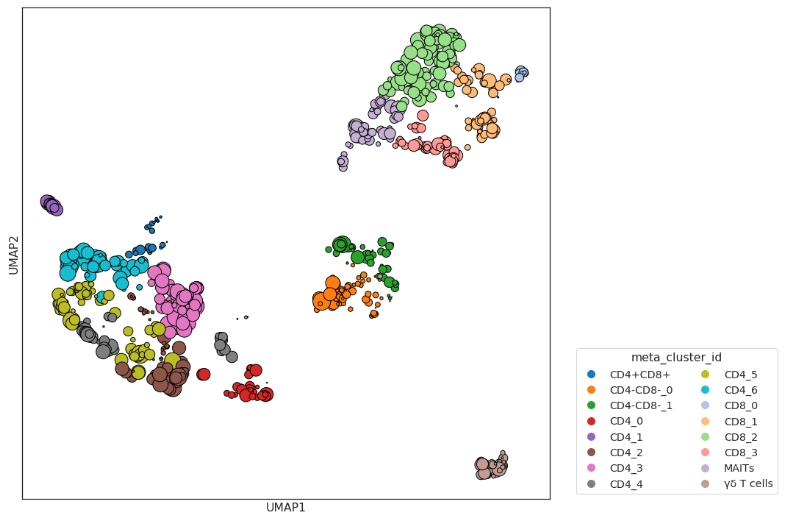 UMAP2
UMAP1
meta_cluster_id
CD4+CD8+
CD4-CD8-_0
CD4-CD8-_1
CD4_0
CD4_1
CD4_2
CD4_3
CD4_4
CD4_5
CD4_6
CD8_0
CD8_1
CD8_2
CD8_3
MAITs
γδ T cells